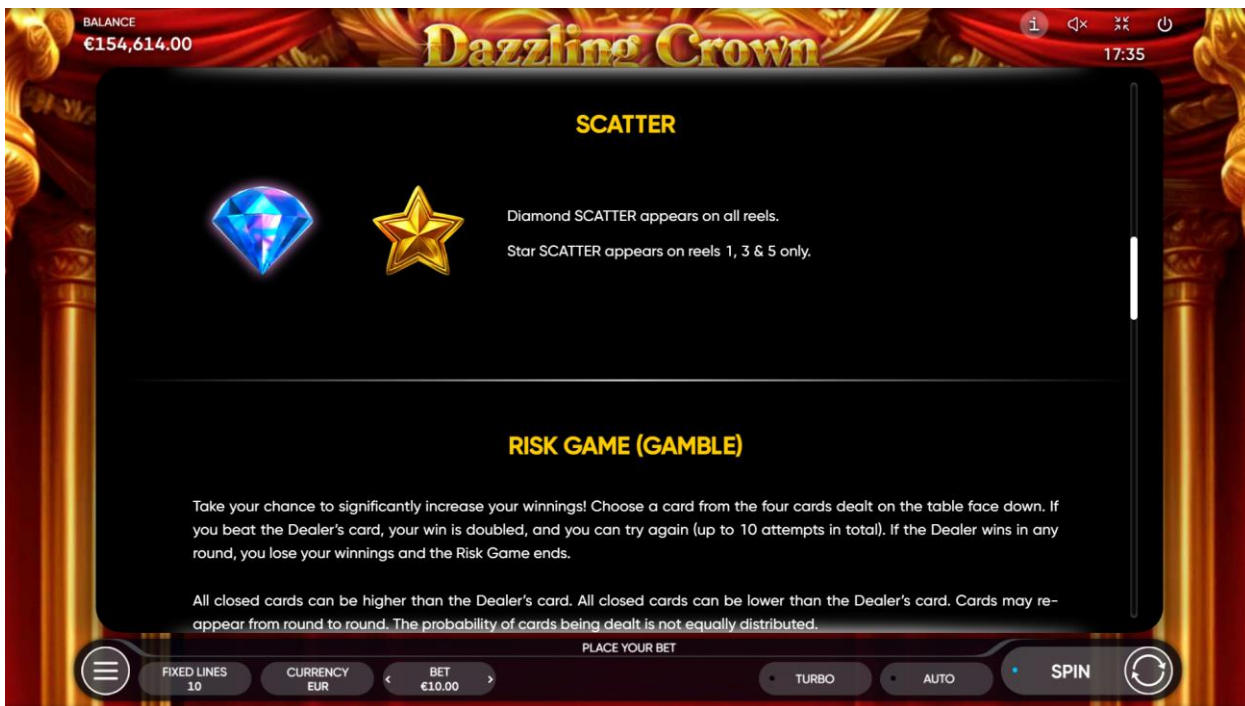 BALANCE
€154,614.00
Dazzling Crown
i
17:35
SCATTER
Diamond SCATTER appears on all reels.
Star SCATTER appears on reels 1, 3 & 5 only.
RISK GAME (GAMBLE)
Take your chance to significantly increase your winnings! Choose a card from the four cards dealt on the table face down. If
you beat the Dealer's card, your win is doubled, and you can try again (up to 10 attempts in total). If the Dealer wins in any
round, you lose your winnings and the Risk Game ends.
All closed cards can be higher than the Dealer's card. All closed cards can be lower than the Dealer's card. Cards may re-
appear from round to round. The probability of cards being dealt is not equally distributed.
PLACE YOUR BET
FIXED LINES
10
CURRENCY
EUR
BET
€10.00
TURBO
AUTO
SPIN